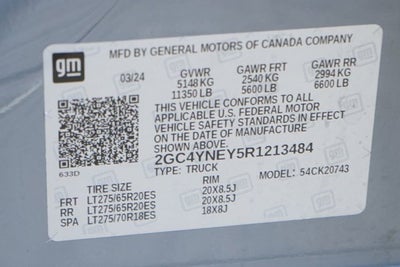 gm
MFD BY GENERAL MOTORS OF CANADA COMPANY
03/24 GVWR GAWR FRT GAWR RR
5148 KG 2540 KG 2994 KG
11350 LB 5600 LB 6600 LB
THIS VEHICLE CONFORMS TO ALL
APPLICABLE U.S. FEDERAL MOTOR
VEHICLE SAFETY STANDARDS IN EFFECT
ON THE DATE OF MANUFACTURE
SHOWN ABOVE.
633D
2GC4YNEY5R1213484
TYPE: TRUCK MODEL: 54CK20743
TIRE SIZE RIM
FRT LT275/65R20ES 20X8.5J
RR LT275/65R20ES 20X8.5J
SPA LT275/70R18ES 18X8J